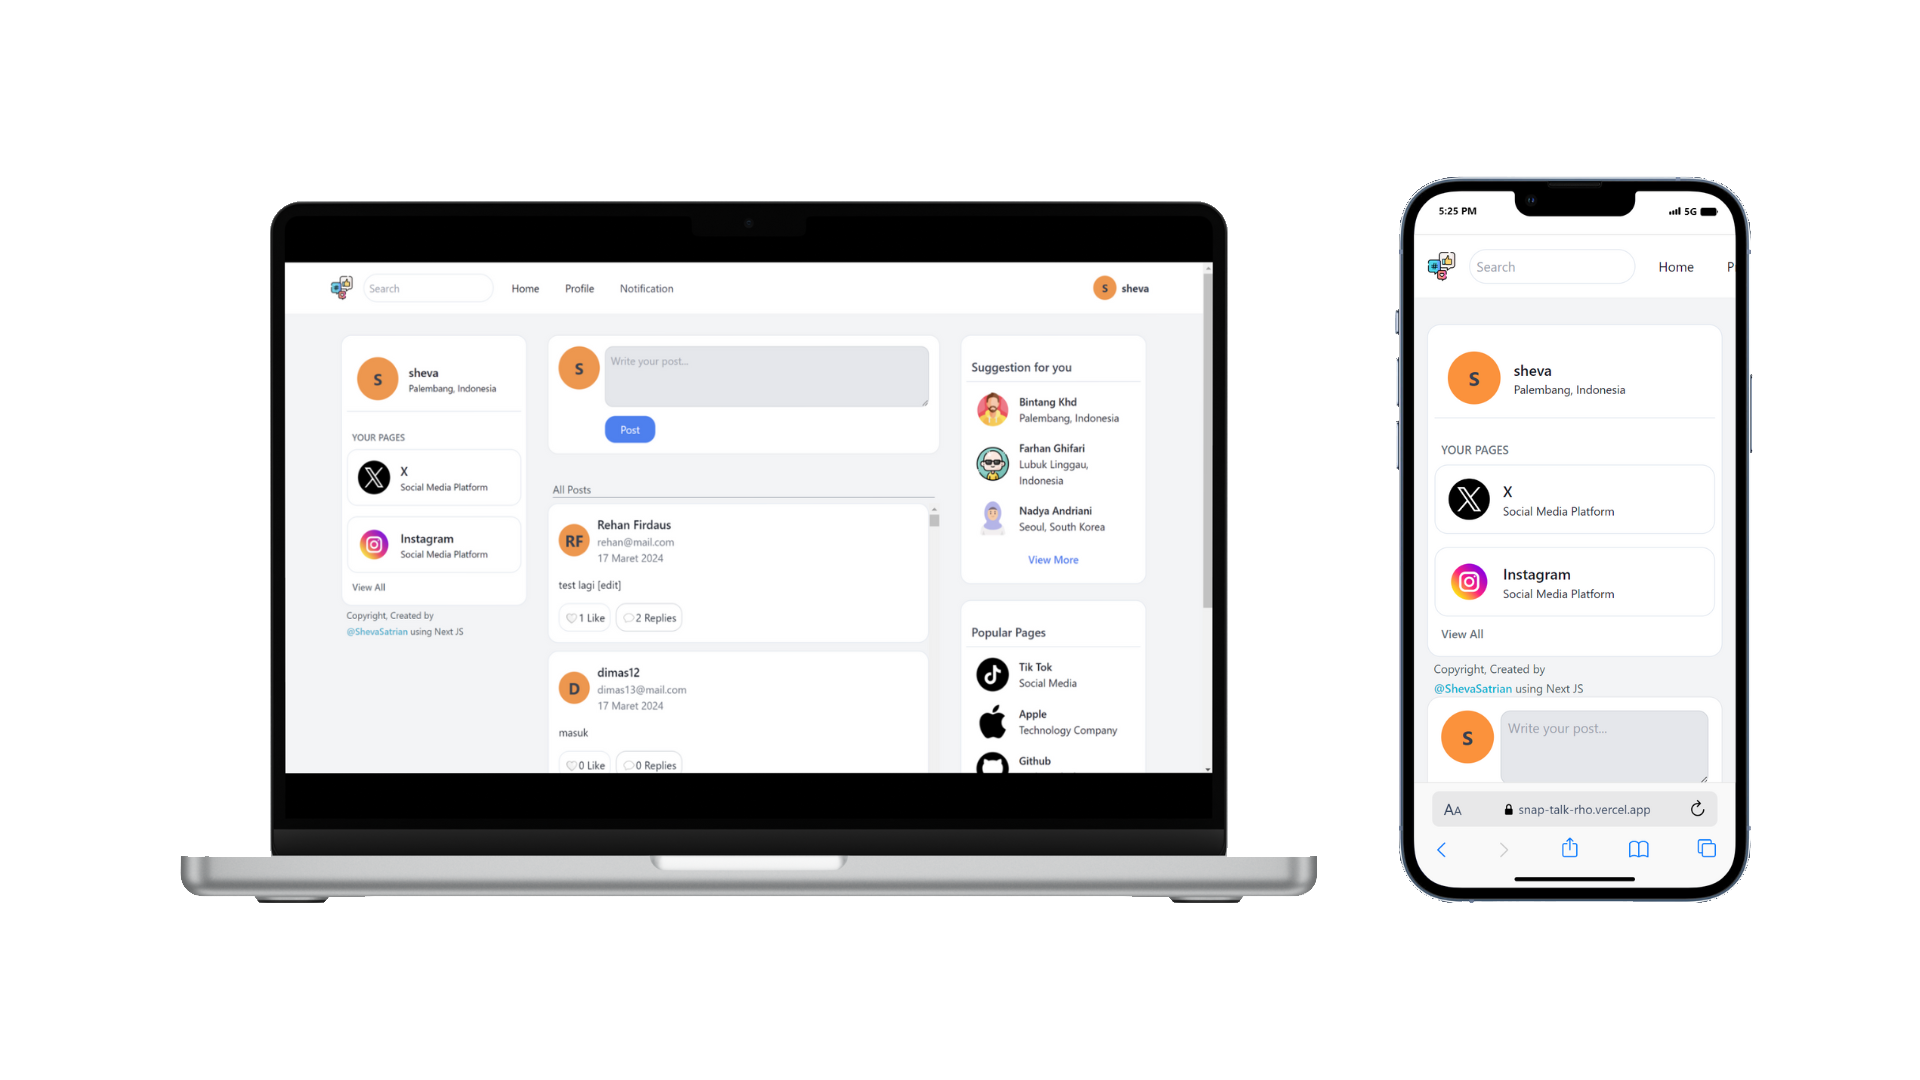 Search
Home
Profile
Notification
S
sheva
S
sheva
Palembang, Indonesia
YOUR PAGES
X
Social Media Platform
Instagram
Social Media Platform
View All
Copyright, Created by
@ShevaSatrian using Next JS
S
Write your post...
Post
All Posts
RF
Rehan Firdaus
rehan@mail.com
17 Maret 2024
test lagi [edit]
1 Like
2 Replies
D
dimas12
dimas13@mail.com
17 Maret 2024
masuk
0 Like
0 Replies
Suggestion for you
Bintang Khd
Palembang, Indonesia
Farhan Ghifari
Lubuk Linggau,
Indonesia
Nadya Andriani
Seoul, South Korea
View More
Popular Pages
Tik Tok
Social Media
Apple
Technology Company
Github
5:25 PM
5G
Search
Home
P
S
sheva
Palembang, Indonesia
YOUR PAGES
X
Social Media Platform
Instagram
Social Media Platform
View All
Copyright, Created by
@ShevaSatrian using Next JS
S
Write your post...
AA
snap-talk-rho.vercel.app